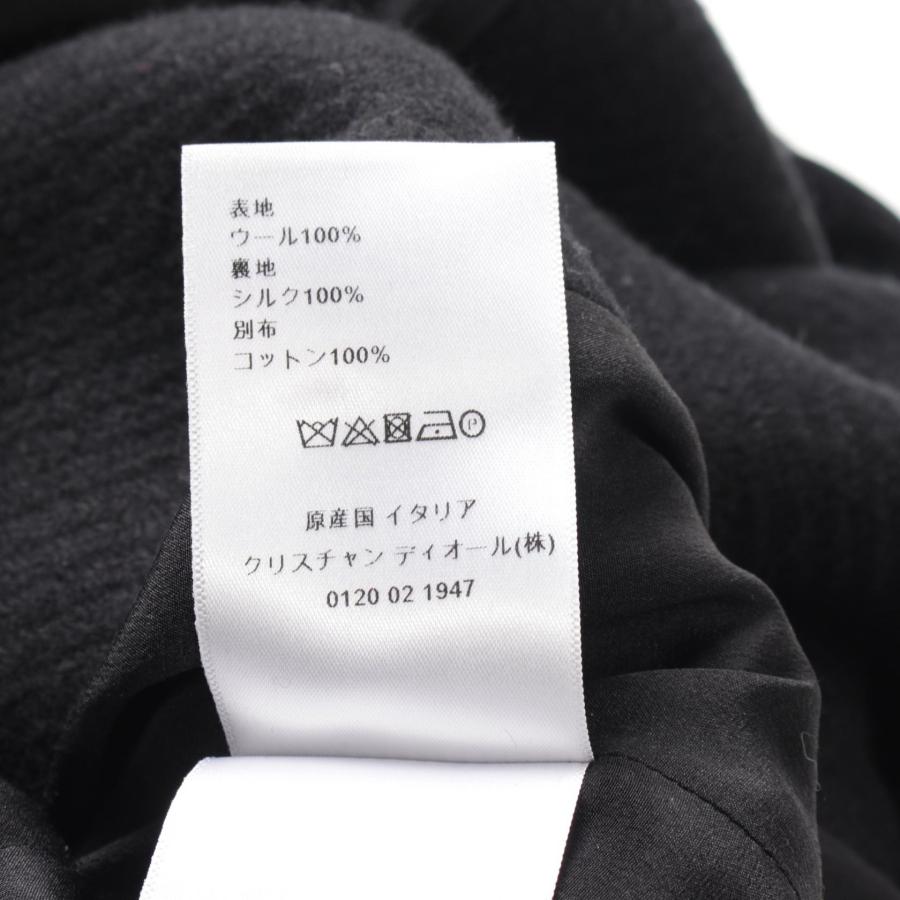 表地
ウール100%
裏地
シルク100%
別布
コットン100%
P
原産国 イタリア
クリスチャン ディオール(株)
0120 02 1947